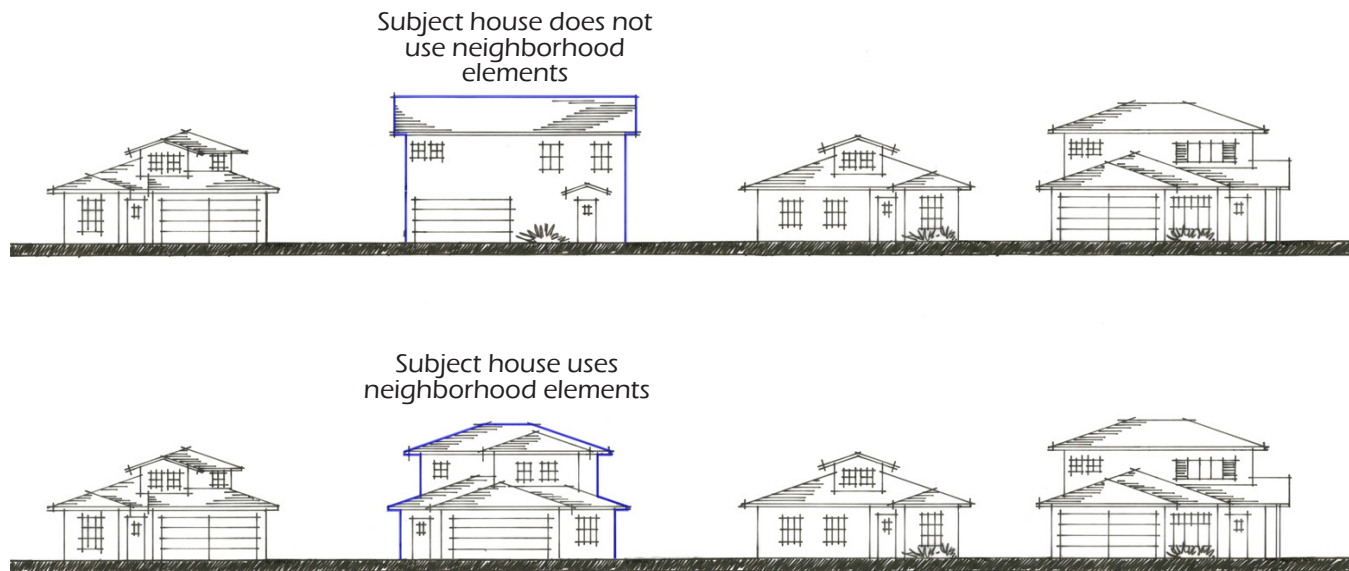 Subject house does not
use neighborhood
elements
Subject house uses
neighborhood elements